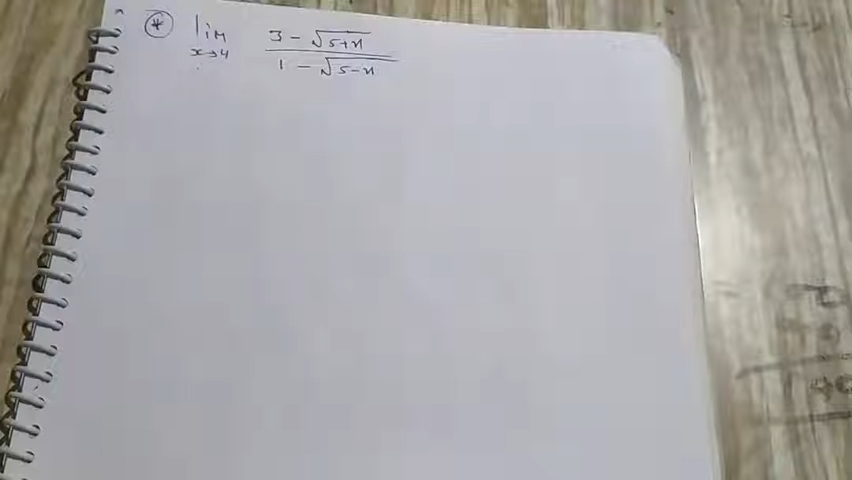 * lim x→4 3 - √5+x / 1 - √5-x